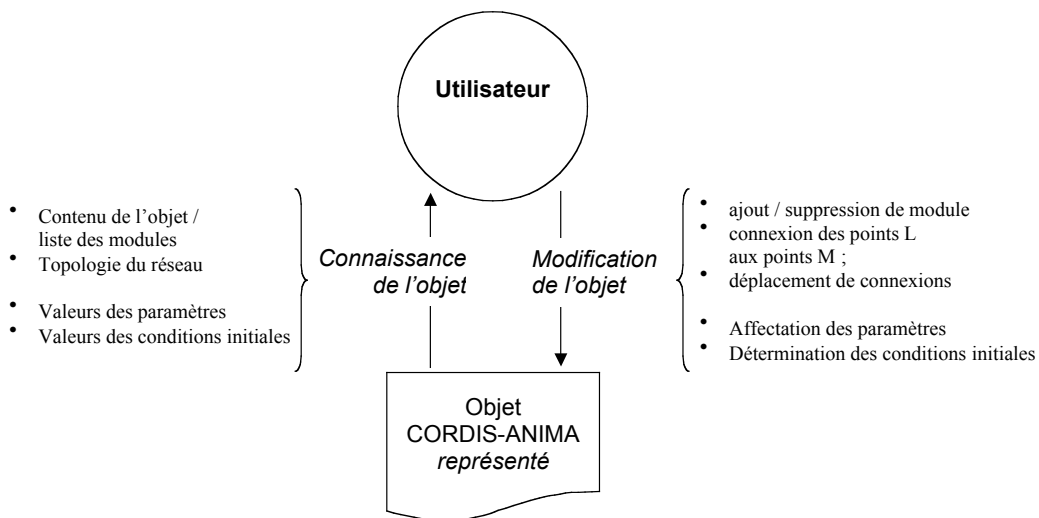 Utilisateur
• Contenu de l'objet /
liste des modules
• Topologie du réseau
• Valeurs des paramètres
• Valeurs des conditions initiales
Connaissance
de l'objet
Modification
de l'objet
• ajout / suppression de module
• connexion des points L
aux points M ;
• déplacement de connexions
• Affectation des paramètres
• Détermination des conditions initiales
Objet
CORDIS-ANIMA
représenté